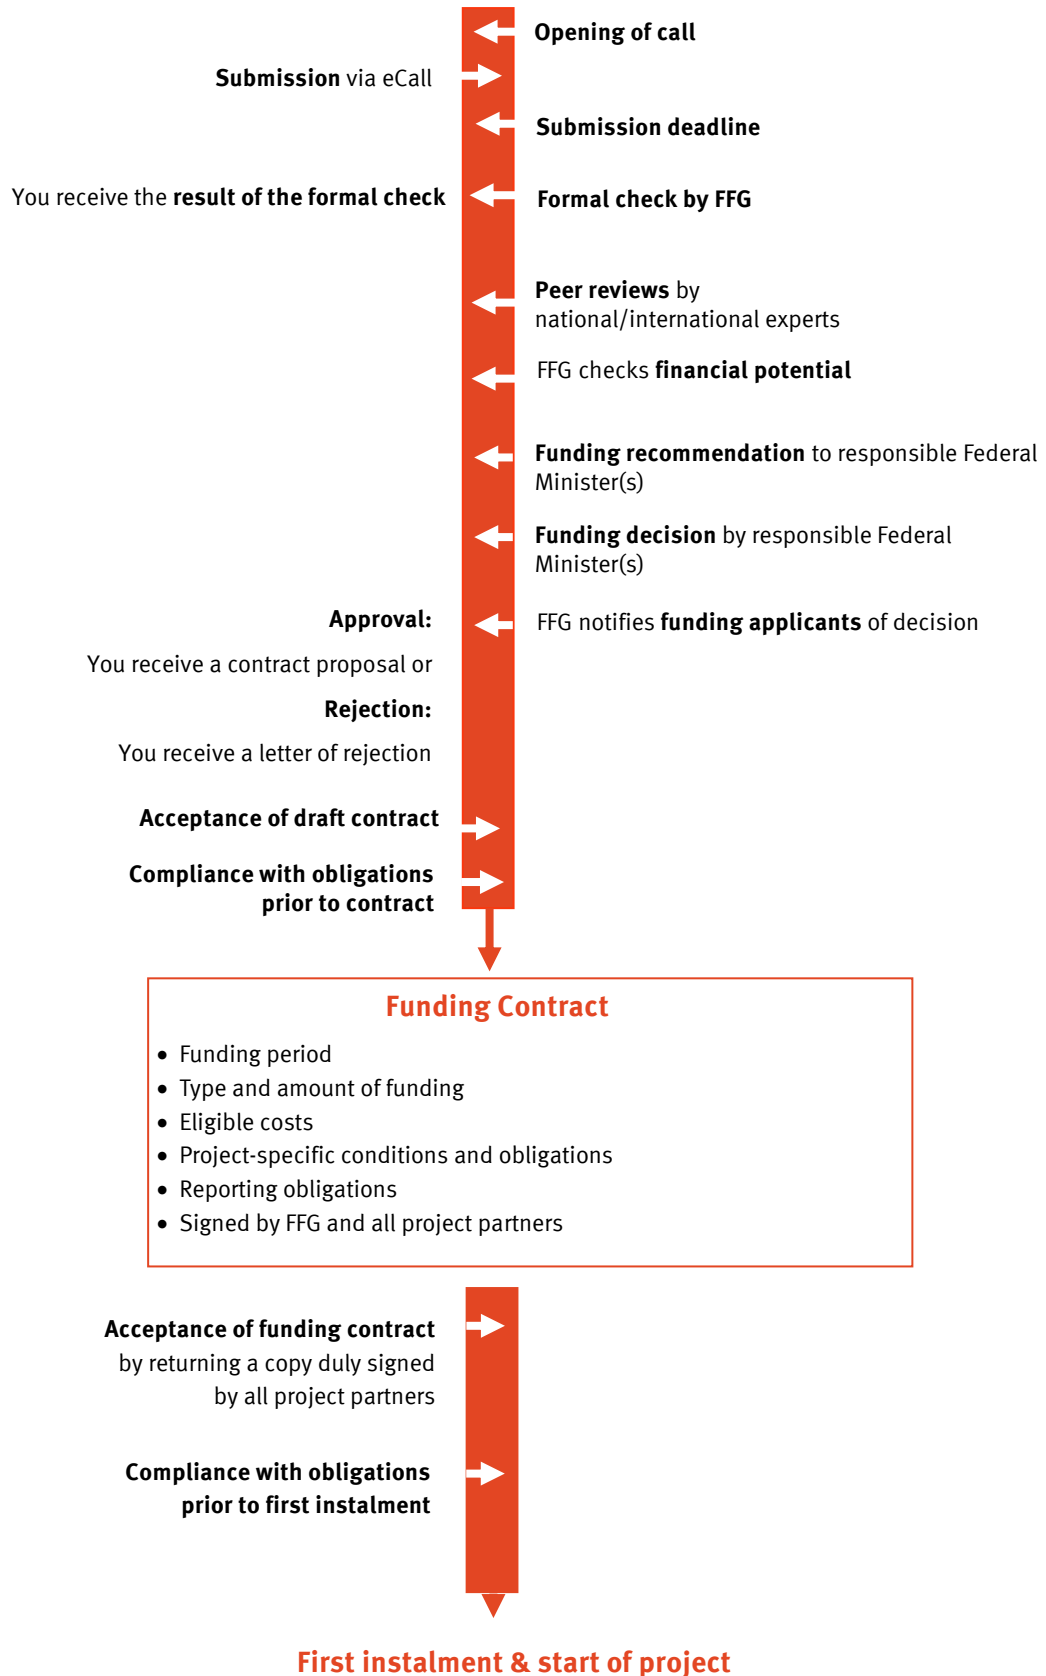 Opening of call
Submission via eCall
Submission deadline
You receive the result of the formal check
Formal check by FFG
Peer reviews by
national/international experts
FFG checks financial potential
Funding recommendation to responsible Federal
Minister(s)
Funding decision by responsible Federal
Minister(s)
Approval:
FFG notifies funding applicants of decision
You receive a contract proposal or
Rejection:
You receive a letter of rejection
Acceptance of draft contract
Compliance with obligations
prior to contract
Funding Contract
• Funding period
• Type and amount of funding
• Eligible costs
• Project-specific conditions and obligations
• Reporting obligations
• Signed by FFG and all project partners
Acceptance of funding contract
by returning a copy duly signed
by all project partners
Compliance with obligations
prior to first instalment
First instalment & start of project